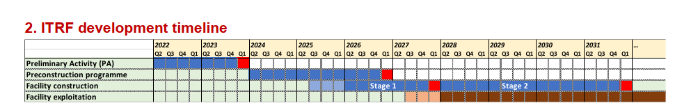 2. ITRF development timeline
2022 2023 2024 2025 2026 2027 2028 2029 2030 2031 ...
Q2 Q3 Q4 Q1 Q2 Q3 Q4 Q1 Q2 Q3 Q4 Q1 Q2 Q3 Q4 Q1 Q2 Q3 Q4 Q1 Q2 Q3 Q4 Q1 Q2 Q3 Q4 Q1 Q2 Q3 Q4 Q1 Q2 Q3 Q4 Q1 Q2 Q3 Q4 Q1
Preliminary Activity (PA)
Preconstruction programme
Facility construction Stage 1 Stage 2
Facility exploitation